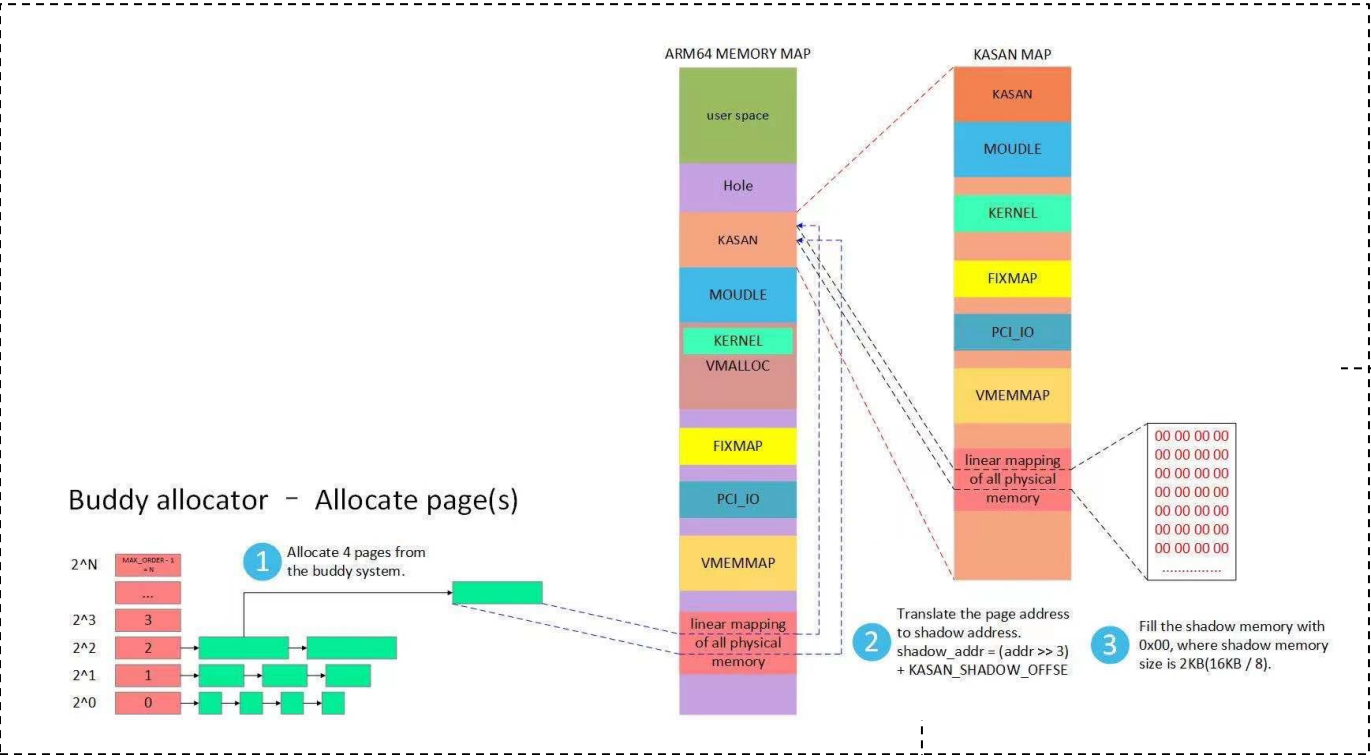 ARM64 MEMORY MAP
user space
Hole
KASAN
MOUDLE
KERNEL
VMALLOC
FIXMAP
PCI_IO
VMEMMAP
linear mapping
of all physical
memory
KASAN MAP
KASAN
MOUDLE
KERNEL
FIXMAP
PCI_IO
VMEMMAP
linear mapping
of all physical
memory
00 00 00 00
00 00 00 00
00 00 00 00
00 00 00 00
00 00 00 00
00 00 00 00
00 00 00 00
..............
Buddy allocator - Allocate page(s)
1
Allocate 4 pages from
the buddy system.
2^N
MAK_ORDER - 1
= N
...
2^3
3
2^2
2
2^1
1
2^0
0
2
Translate the page address
to shadow address.
shadow_addr = (addr >> 3)
+ KASAN_SHADOW_OFFSE
3
Fill the shadow memory with
0x00, where shadow memory
size is 2KB(16KB / 8).